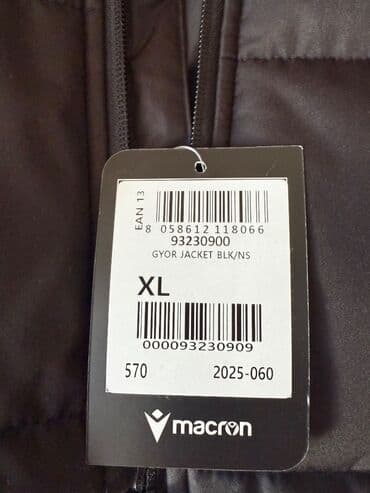 EAN 13
8 058612 118066
93230900
GYOR JACKET BLK/NS
XL
000093230909
570 2025-060
macron